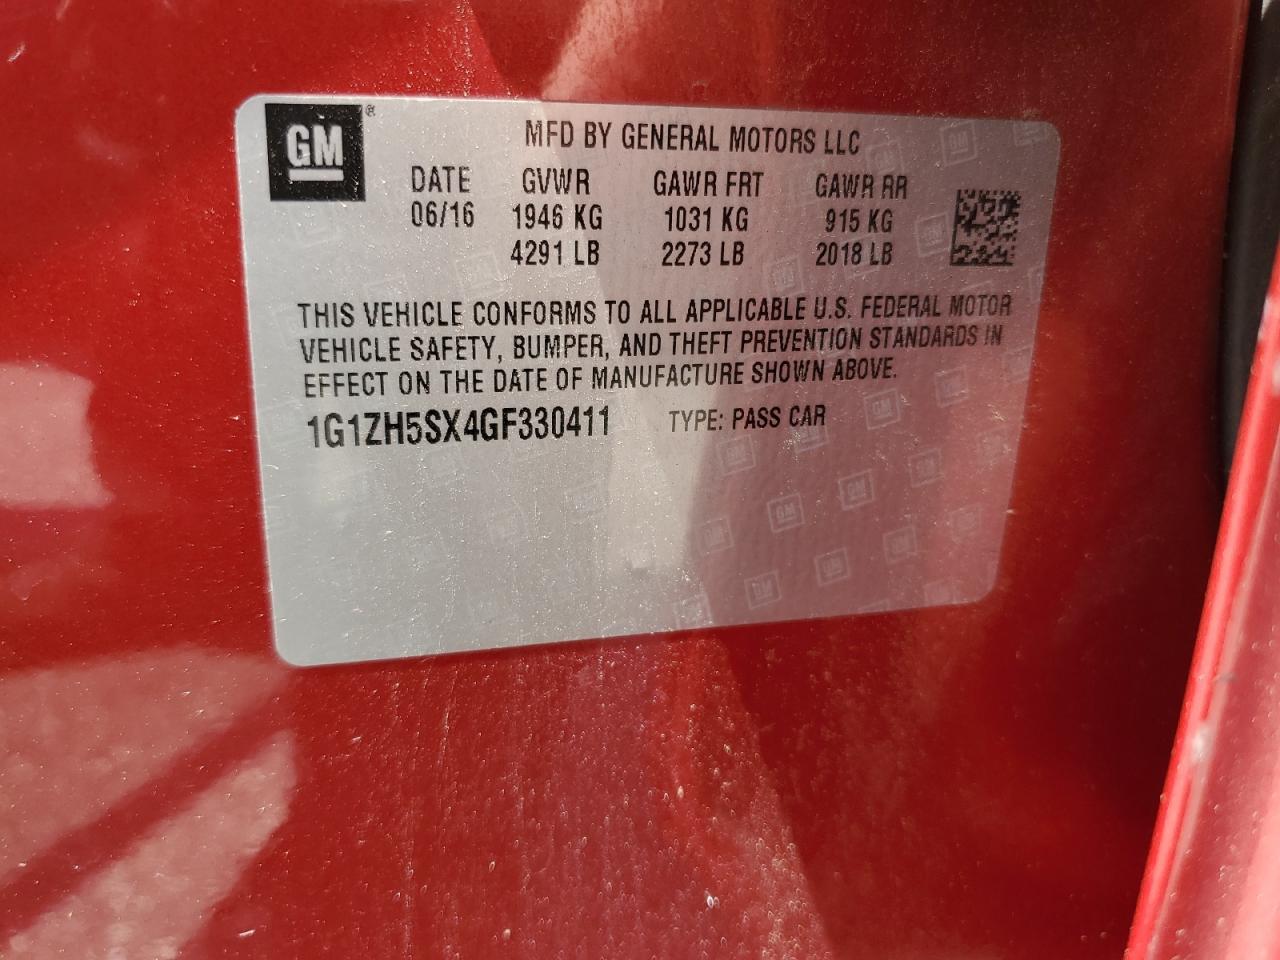 GM®
MFD BY GENERAL MOTORS LLC
DATE GVWR GAWR FRT GAWR RR
06/16 1946 KG 1031 KG 915 KG
4291 LB 2273 LB 2018 LB
THIS VEHICLE CONFORMS TO ALL APPLICABLE U.S. FEDERAL MOTOR
VEHICLE SAFETY, BUMPER, AND THEFT PREVENTION STANDARDS IN
EFFECT ON THE DATE OF MANUFACTURE SHOWN ABOVE.
1G1ZH5SX4GF330411 TYPE: PASS CAR